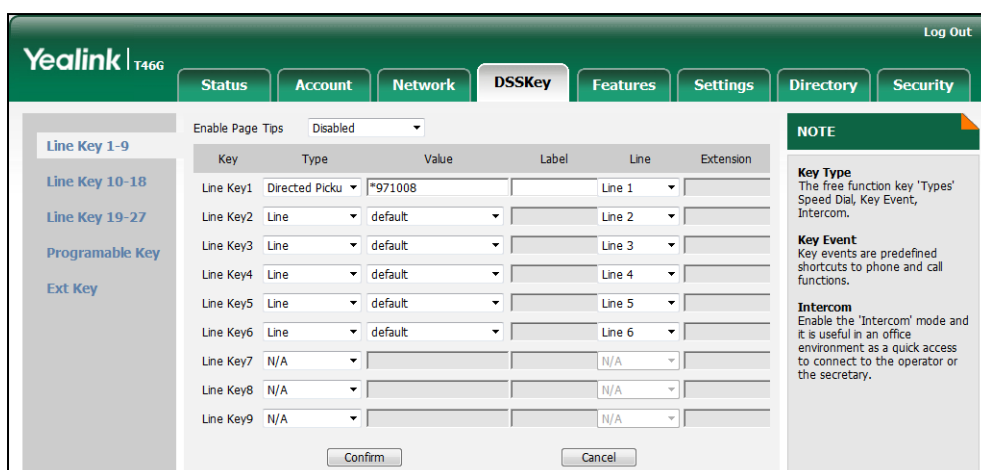 Log Out
Yealink T46G
Status Account Network DSSKey Features Settings Directory Security
Line Key 1-9
Line Key 10-18
Line Key 19-27
Programable Key
Ext Key
Enable Page Tips Disabled
Key Type Value Label Line Extension
Line Key1 Directed Picku *971008 Line 1
Line Key2 Line default Line 2
Line Key3 Line default Line 3
Line Key4 Line default Line 4
Line Key5 Line default Line 5
Line Key6 Line default Line 6
Line Key7 N/A N/A
Line Key8 N/A N/A
Line Key9 N/A N/A
Confirm Cancel
NOTE
Key Type
The free function key 'Types'
Speed Dial, Key Event,
Intercom.
Key Event
Key events are predefined
shortcuts to phone and call
functions.
Intercom
Enable the 'Intercom' mode and
it is useful in an office
environment as a quick access
to connect to the operator or
the secretary.